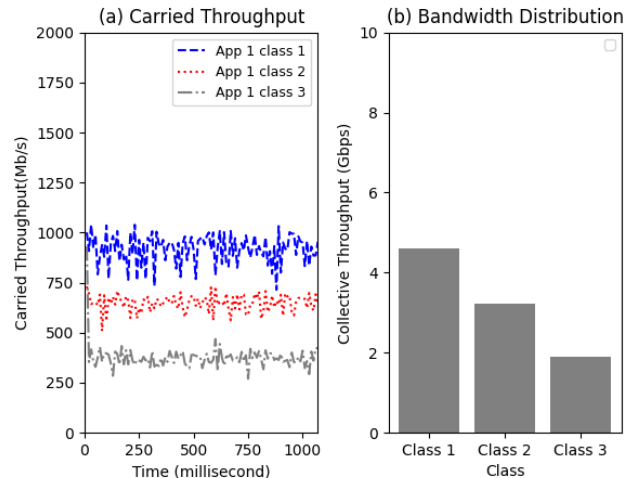 (a) Carried Throughput
Carried Throughput(Mb/s)
2000
1750
1500
1250
1000
750
500
250
0
App 1 class 1
App 1 class 2
App 1 class 3
0 250 500 750 1000
Time (millisecond)
(b) Bandwidth Distribution
Collective Throughput (Gbps)
10
8
6
4
2
0
Class 1 Class 2 Class 3
Class